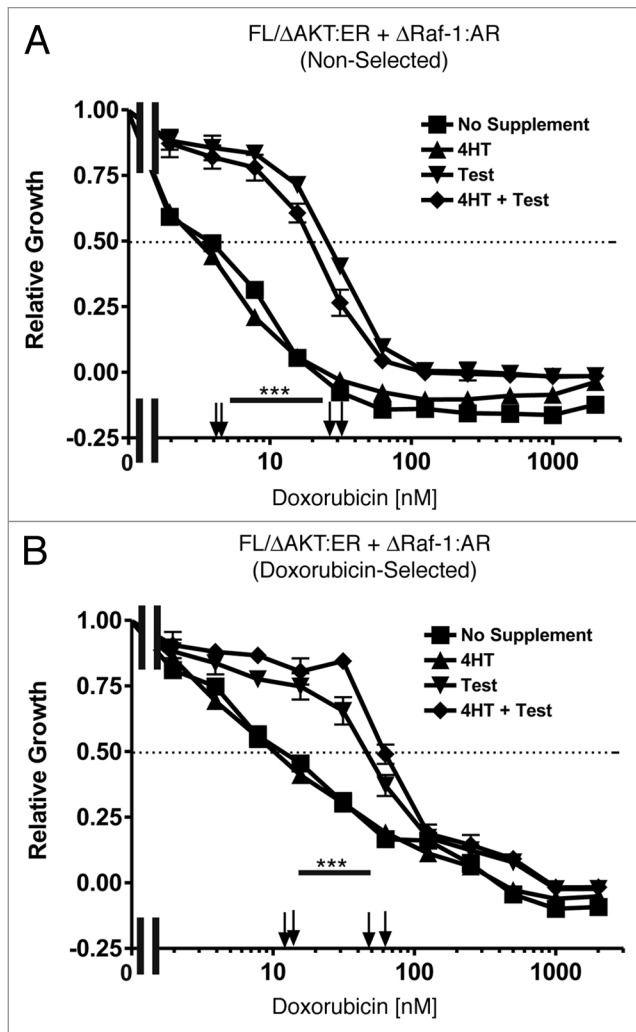 A
FL/ΔAKT:ER + ΔRaf-1:AR
(Non-Selected)
No Supplement
4HT
Test
4HT + Test
Relative Growth
1.00
0.75
0.50
0.25
0.00
-0.25
***
0
10
100
1000
Doxorubicin [nM]
B
FL/ΔAKT:ER + ΔRaf-1:AR
(Doxorubicin-Selected)
No Supplement
4HT
Test
4HT + Test
Relative Growth
1.00
0.75
0.50
0.25
0.00
-0.25
***
0
10
100
1000
Doxorubicin [nM]